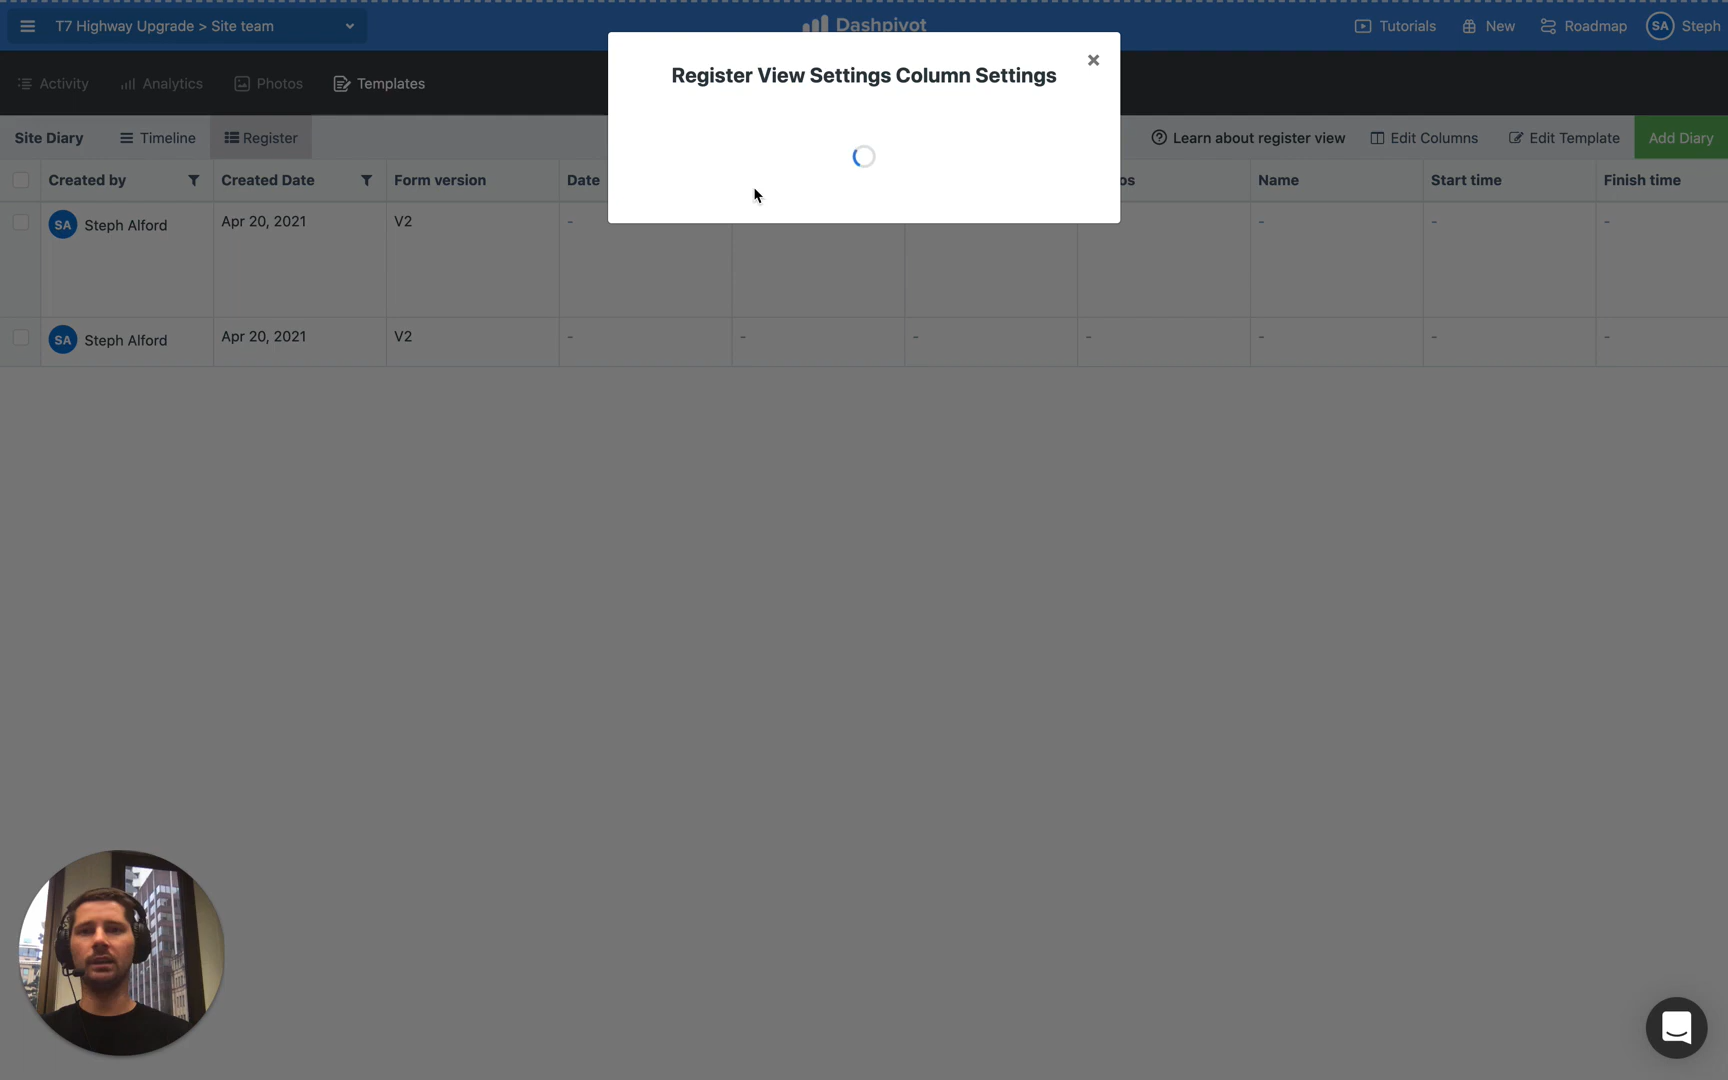 T7 Highway Upgrade > Site team
Dashpivot
Tutorials
New
Roadmap
SA
Steph
Register View Settings Column Settings
Activity
Analytics
Photos
Templates
Site Diary
Timeline
Register
Learn about register view
Edit Columns
Edit Template
Add Diary
Created by
Created Date
Form version
Date
os
Name
Start time
Finish time
SA
Steph Alford
Apr 20, 2021
V2
-
-
-
-
SA
Steph Alford
Apr 20, 2021
V2
-
-
-
-
-
-
-